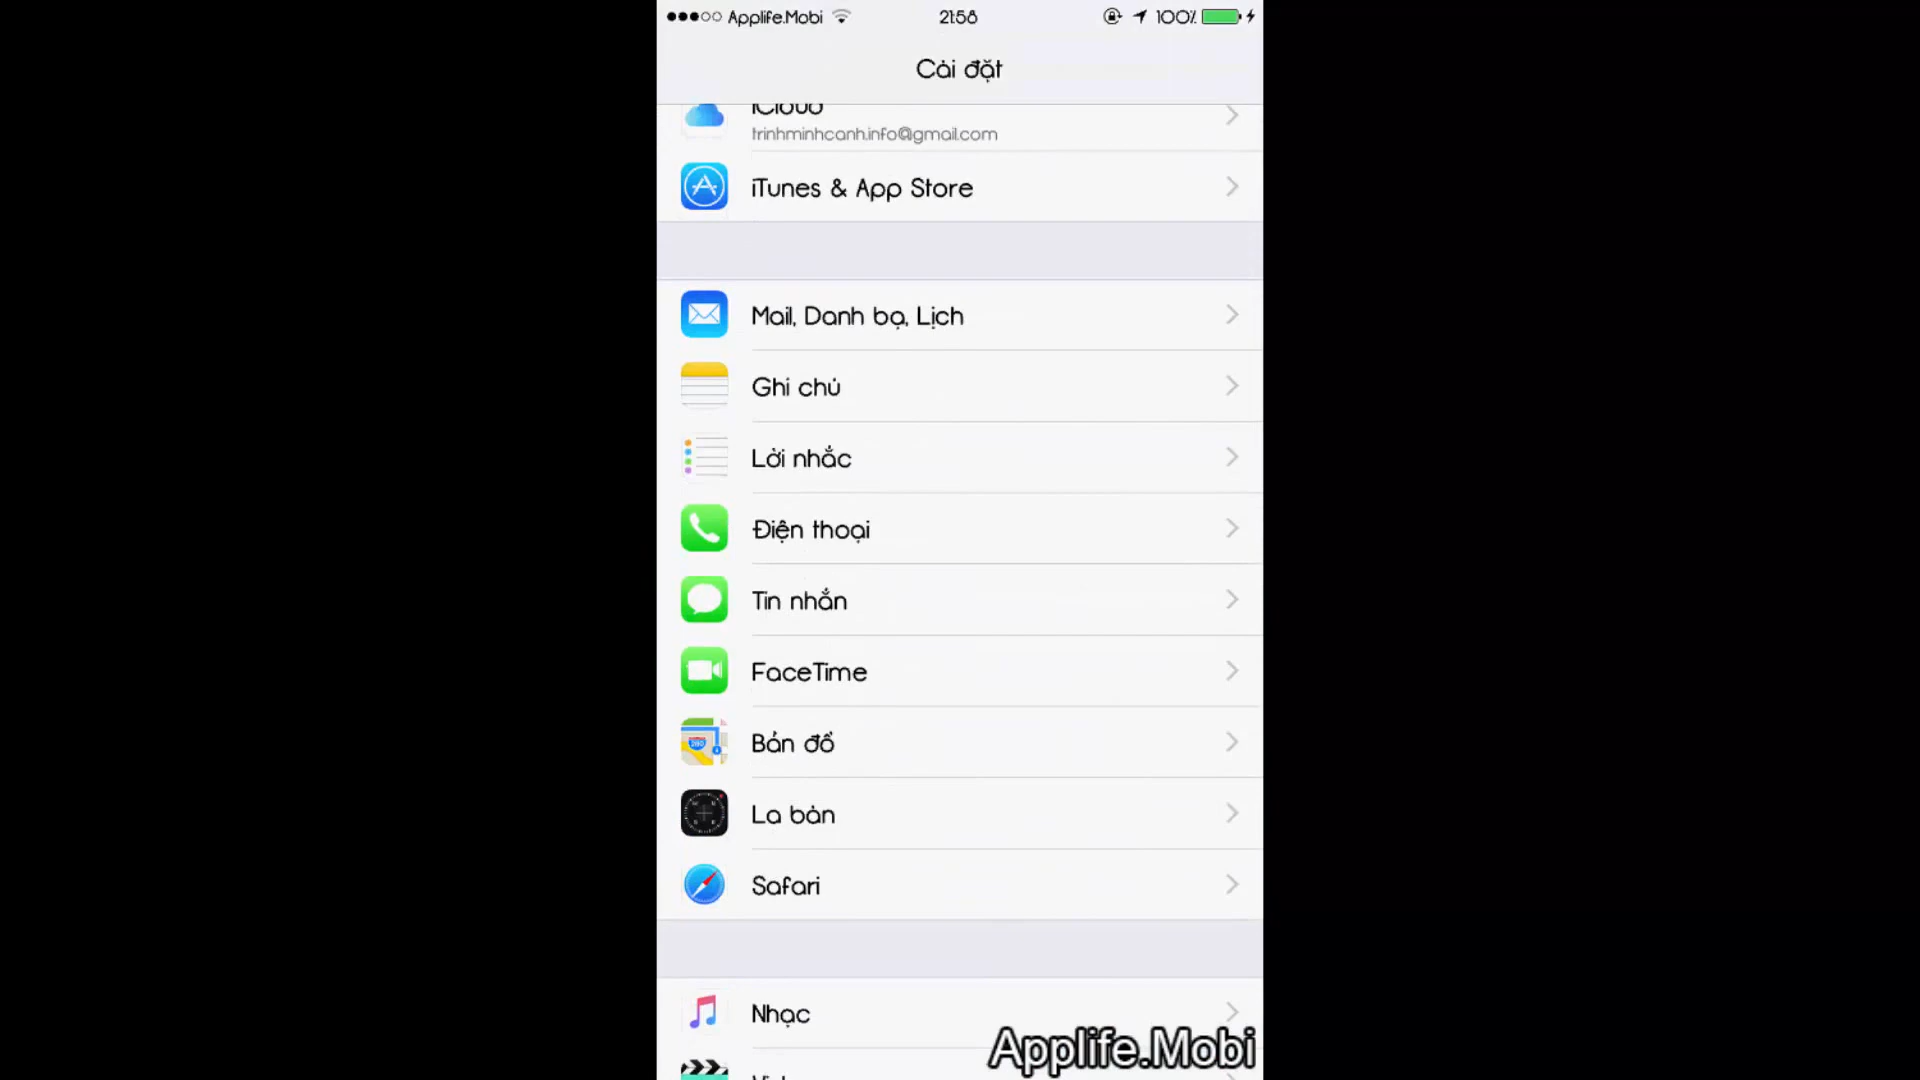 Applife.Mobi 21:58 100%
Cài đặt
iCloud
trinhminhcanh.info@gmail.com
iTunes & App Store
Mail, Danh bạ, Lịch
Ghi chú
Lời nhắc
Điện thoại
Tin nhắn
FaceTime
Bản đồ
280
La bàn
Safari
Nhạc
Applife.Mobi